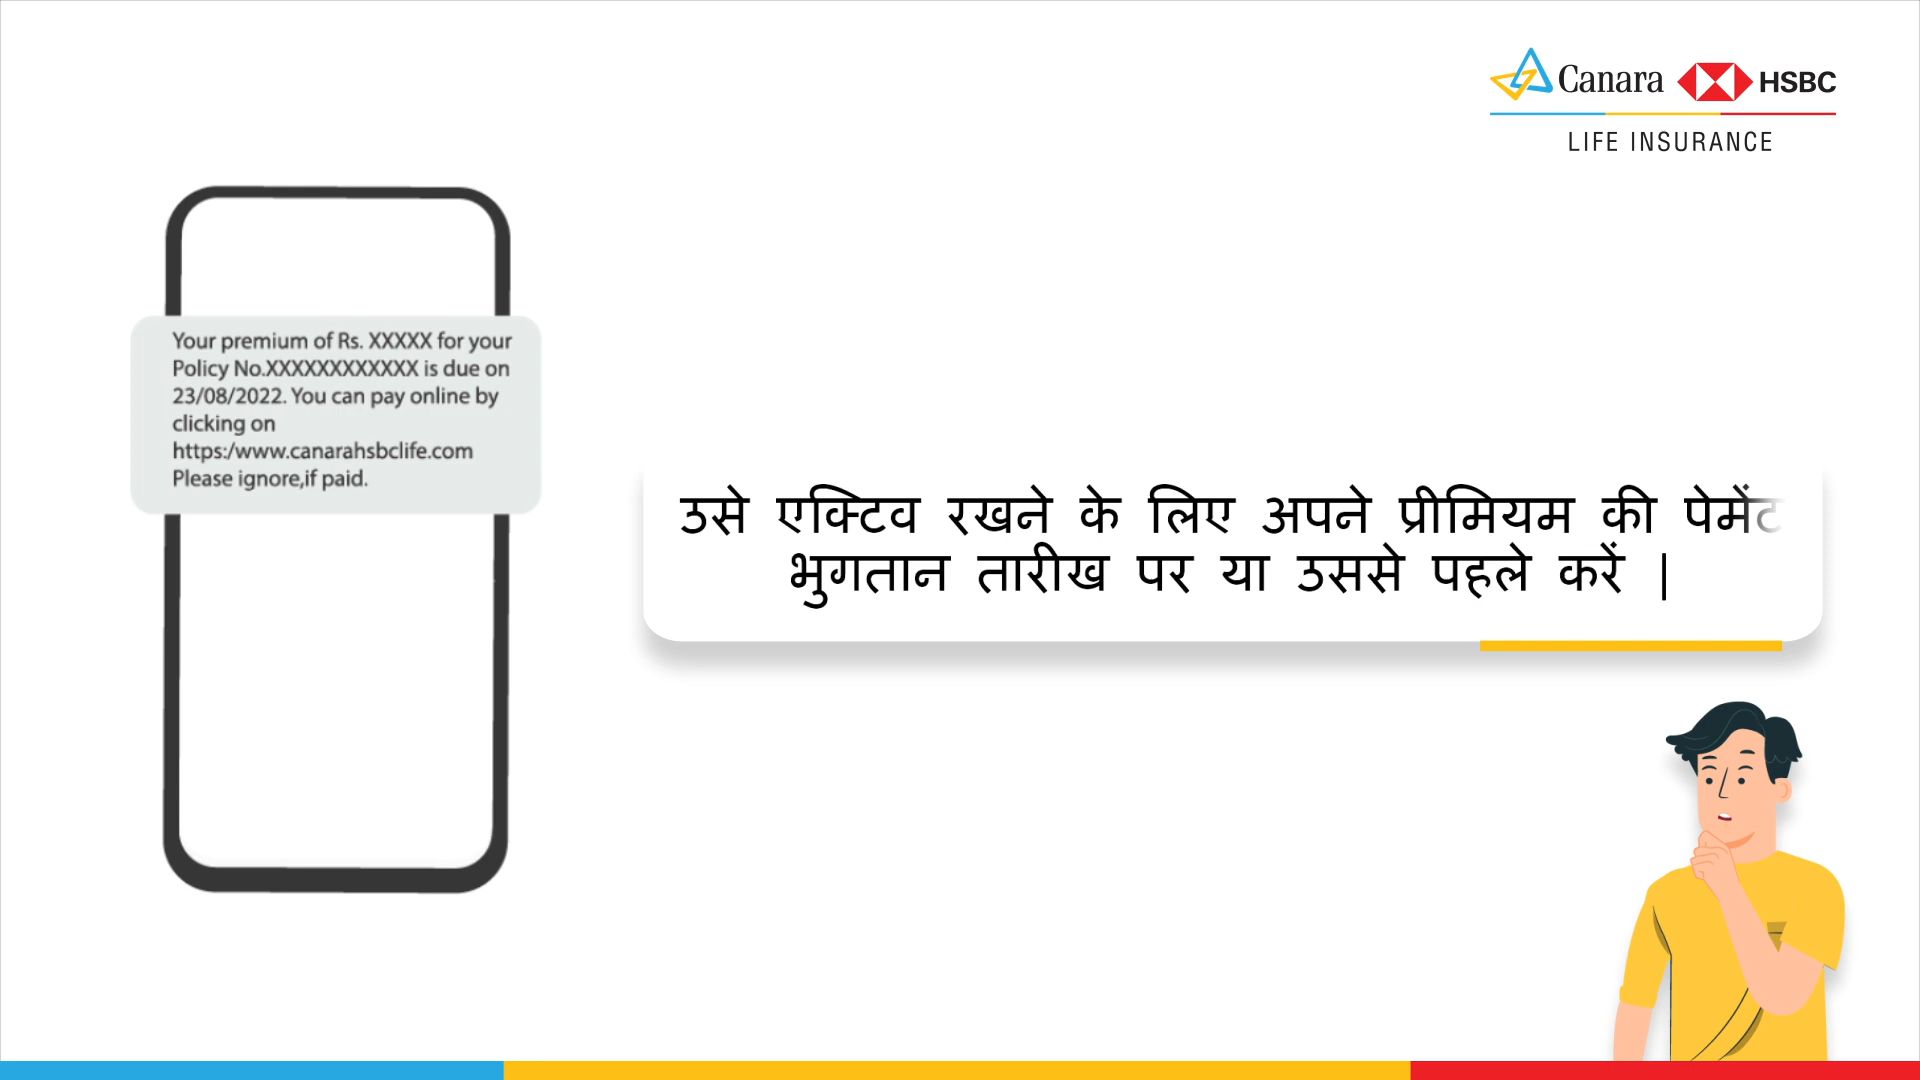 Canara HSBC
LIFE INSURANCE
Your premium of Rs. XXXXX for your
Policy No.XXXXXXXXXXXX is due on
23/08/2022. You can pay online by
clicking on
https:/www.canarahsbclife.com
Please ignore,if paid.
उसे एक्टिव रखने के लिए अपने प्रीमियम की पेमेंट
भुगतान तारीख पर या उससे पहले करें |